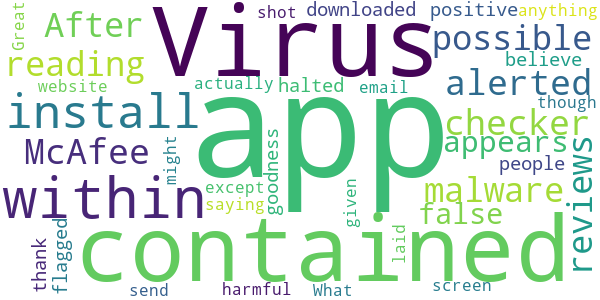 Great
shot
downloaded
positive
anything
After
Virus
possible
reading
website
actually
halted
email
alerted
believe
install
app
though
McAfee
might
goodness
checker
appears
people
reviews
within
except
saying
given
malware
false
thank
flagged
contained
laid
send
harmful
What
screen